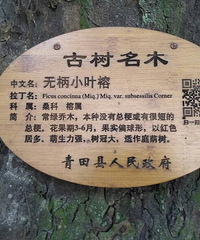 古树名木
中文名: 无柄小叶榕
拉丁名: Ficus concinna (Miq.) Miq. var. subsessilis Corner
科 属: 桑科 榕属
简 介: 常绿乔木,本种没有总梗或有很短的
总梗,花果期3-6月,果实偏球形,以红色
居多。萌生力强,树冠大,适作庭荫树。
青田县人民政府